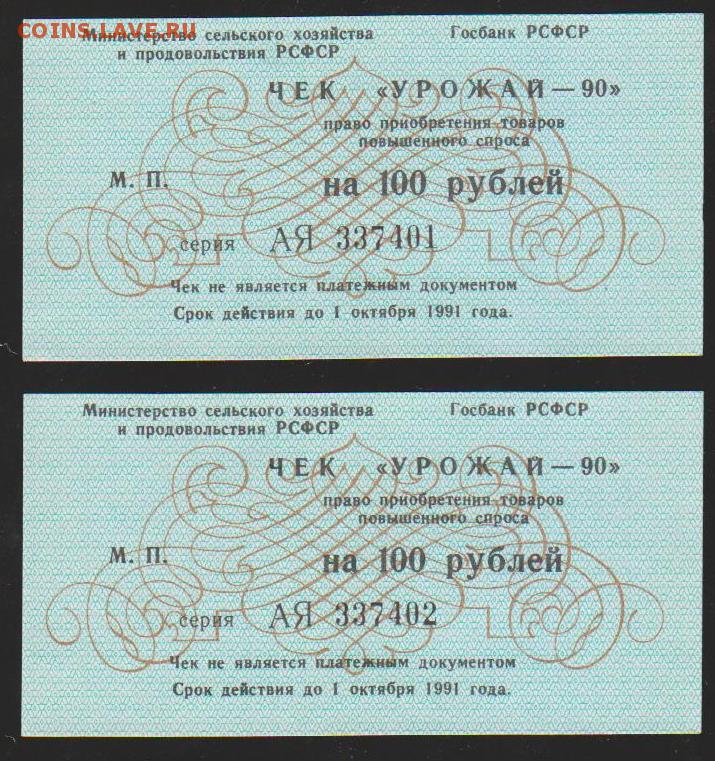 COINS.LAVE.RU
Министерство сельского хозяйства
и продовольствия РСФСР
Госбанк РСФСР
ЧЕК «УРОЖАЙ — 90»
право приобретения товаров
повышенного спроса
М. П.
на 100 рублей
серия АЯ 337401
Чек не является платежным документом
Срок действия до 1 октября 1991 года.
Министерство сельского хозяйства
и продовольствия РСФСР
Госбанк РСФСР
ЧЕК «УРОЖАЙ — 90»
право приобретения товаров
повышенного спроса
М. П.
на 100 рублей
серия АЯ 337402
Чек не является платежным документом
Срок действия до 1 октября 1991 года.